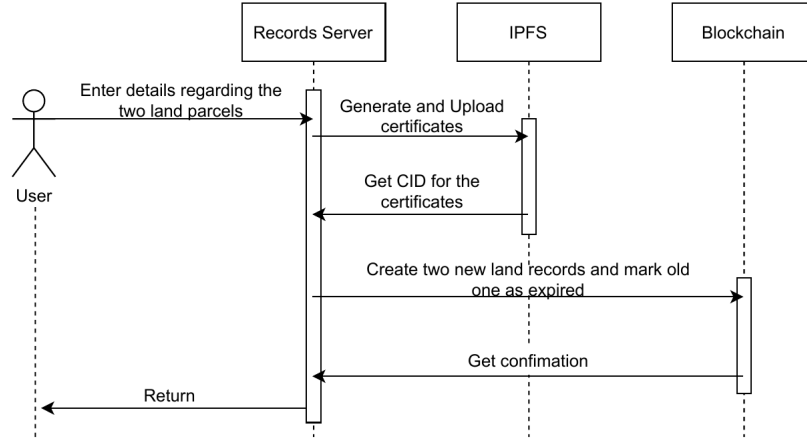 Records Server
IPFS
Blockchain
Enter details regarding the
two land parcels
Generate and Upload
certificates
Get CID for the
certificates
User
Create two new land records and mark old
one as expired
Get confimation
Return